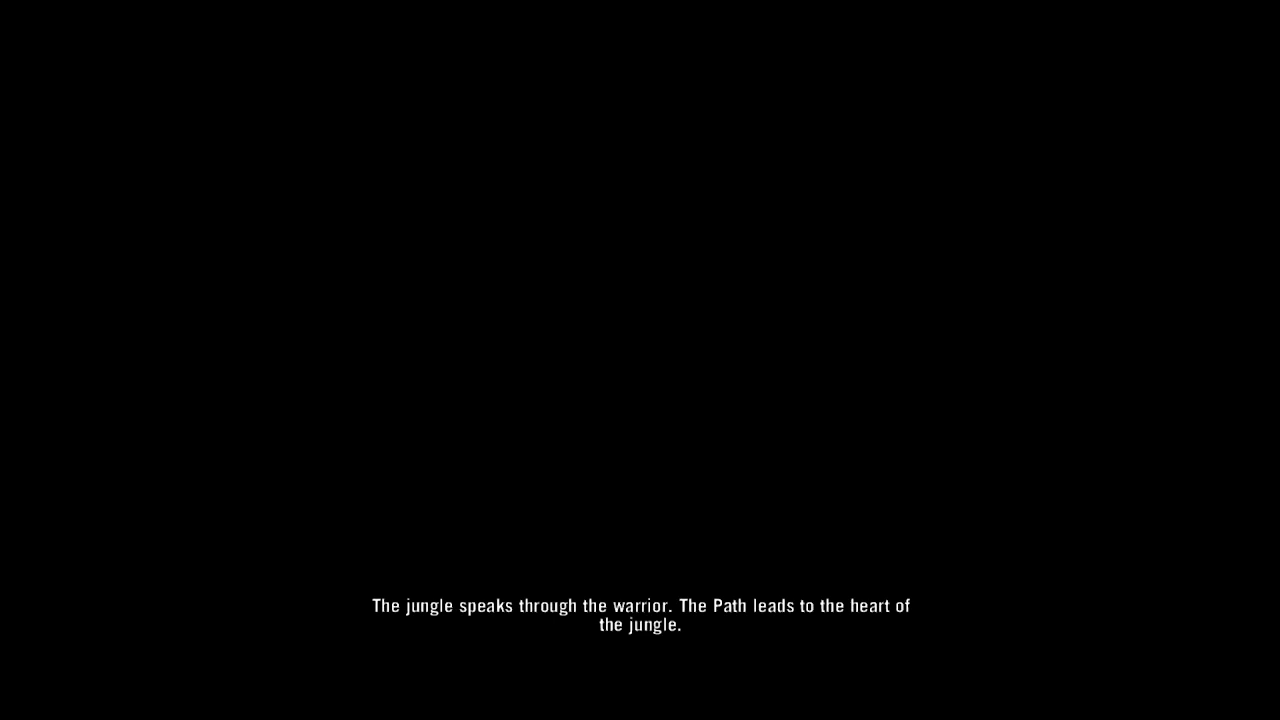 The jungle speaks through the warrior. The Path leads to the heart of
the jungle.